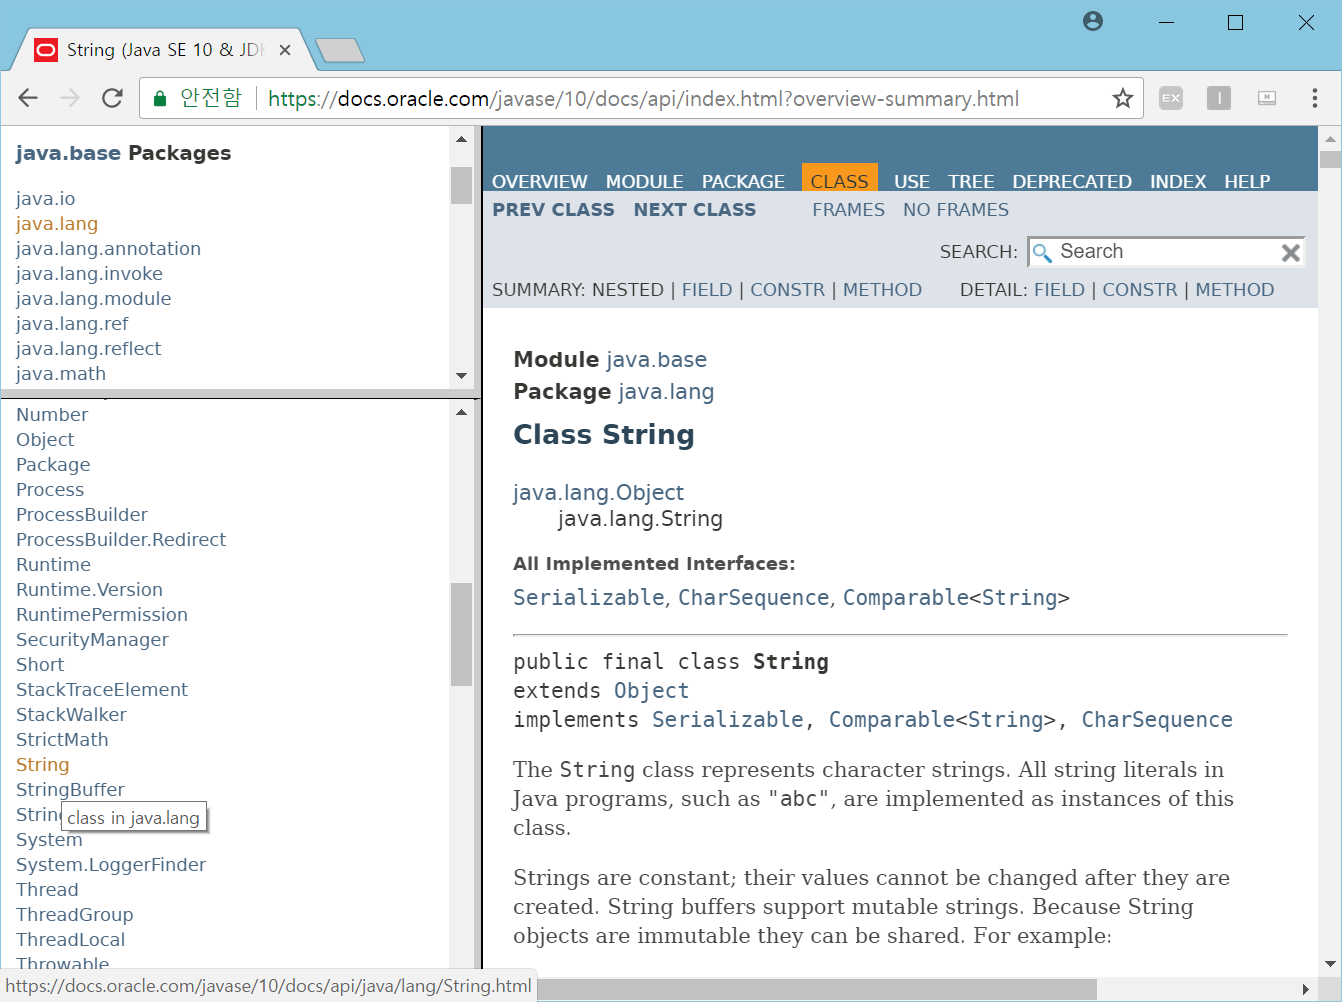 String (Java SE 10 & JD
안전함
https://docs.oracle.com/javase/10/docs/api/index.html?overview-summary.html
EX
java.base Packages
java.io
java.lang
java.lang.annotation
java.lang.invoke
java.lang.module
java.lang.ref
java.lang.reflect
java.math
Number
Object
Package
Process
ProcessBuilder
ProcessBuilder.Redirect
Runtime
Runtime.Version
RuntimePermission
SecurityManager
Short
StackTraceElement
StackWalker
StrictMath
String
StringBuffer
String
class in java.lang
System
System.LoggerFinder
Thread
ThreadGroup
ThreadLocal
Throwable
https://docs.oracle.com/javase/10/docs/api/java/lang/String.html
OVERVIEW MODULE PACKAGE CLASS USE TREE DEPRECATED INDEX HELP
PREV CLASS NEXT CLASS FRAMES NO FRAMES
SEARCH: Search
SUMMARY: NESTED | FIELD | CONSTR | METHOD DETAIL: FIELD | CONSTR | METHOD
Module java.base
Package java.lang
Class String
java.lang.Object
java.lang.String
All Implemented Interfaces:
Serializable, CharSequence, Comparable<String>
public final class String
extends Object
implements Serializable, Comparable<String>, CharSequence
The String class represents character strings. All string literals in
Java programs, such as "abc", are implemented as instances of this
class.
Strings are constant; their values cannot be changed after they are
created. String buffers support mutable strings. Because String
objects are immutable they can be shared. For example: